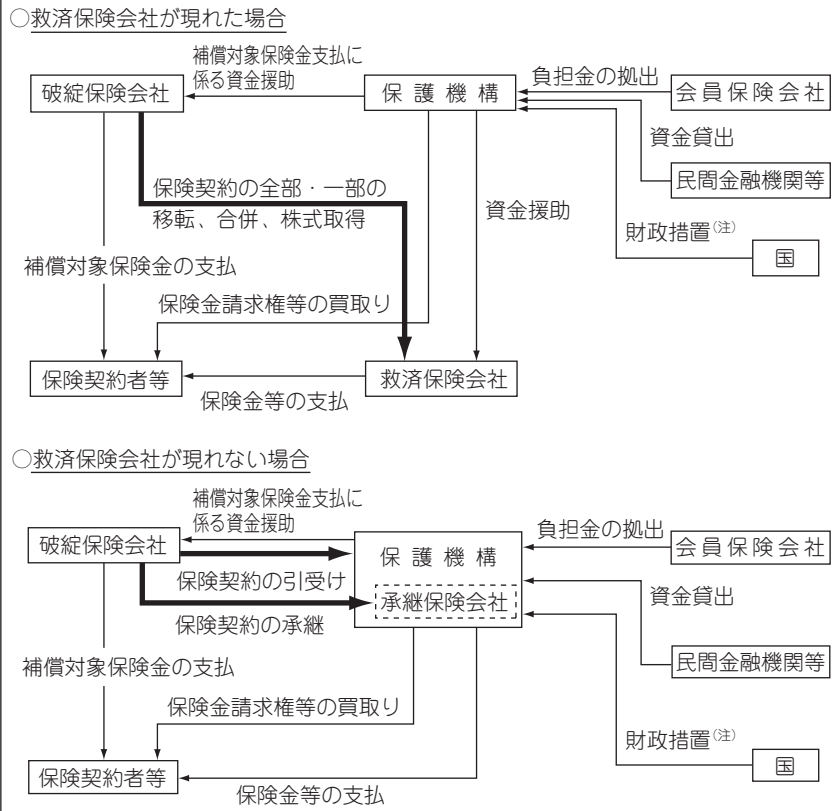 ○救済保険会社が現れた場合
補償対象保険金支払に
係る資金援助
破綻保険会社
保護機構
負担金の拠出
会員保険会社
資金貸出
民間金融機関等
保険契約の全部・一部の
移転、合併、株式取得
資金援助
財政措置(注)
国
補償対象保険金の支払
保険金請求権等の買取り
保険契約者等
救済保険会社
保険金等の支払
○救済保険会社が現れない場合
補償対象保険金支払に
係る資金援助
破綻保険会社
保護機構
負担金の拠出
会員保険会社
保険契約の引受け
承継保険会社
資金貸出
保険契約の承継
補償対象保険金の支払
民間金融機関等
保険金請求権等の買取り
財政措置(注)
国
保険契約者等
保険金等の支払